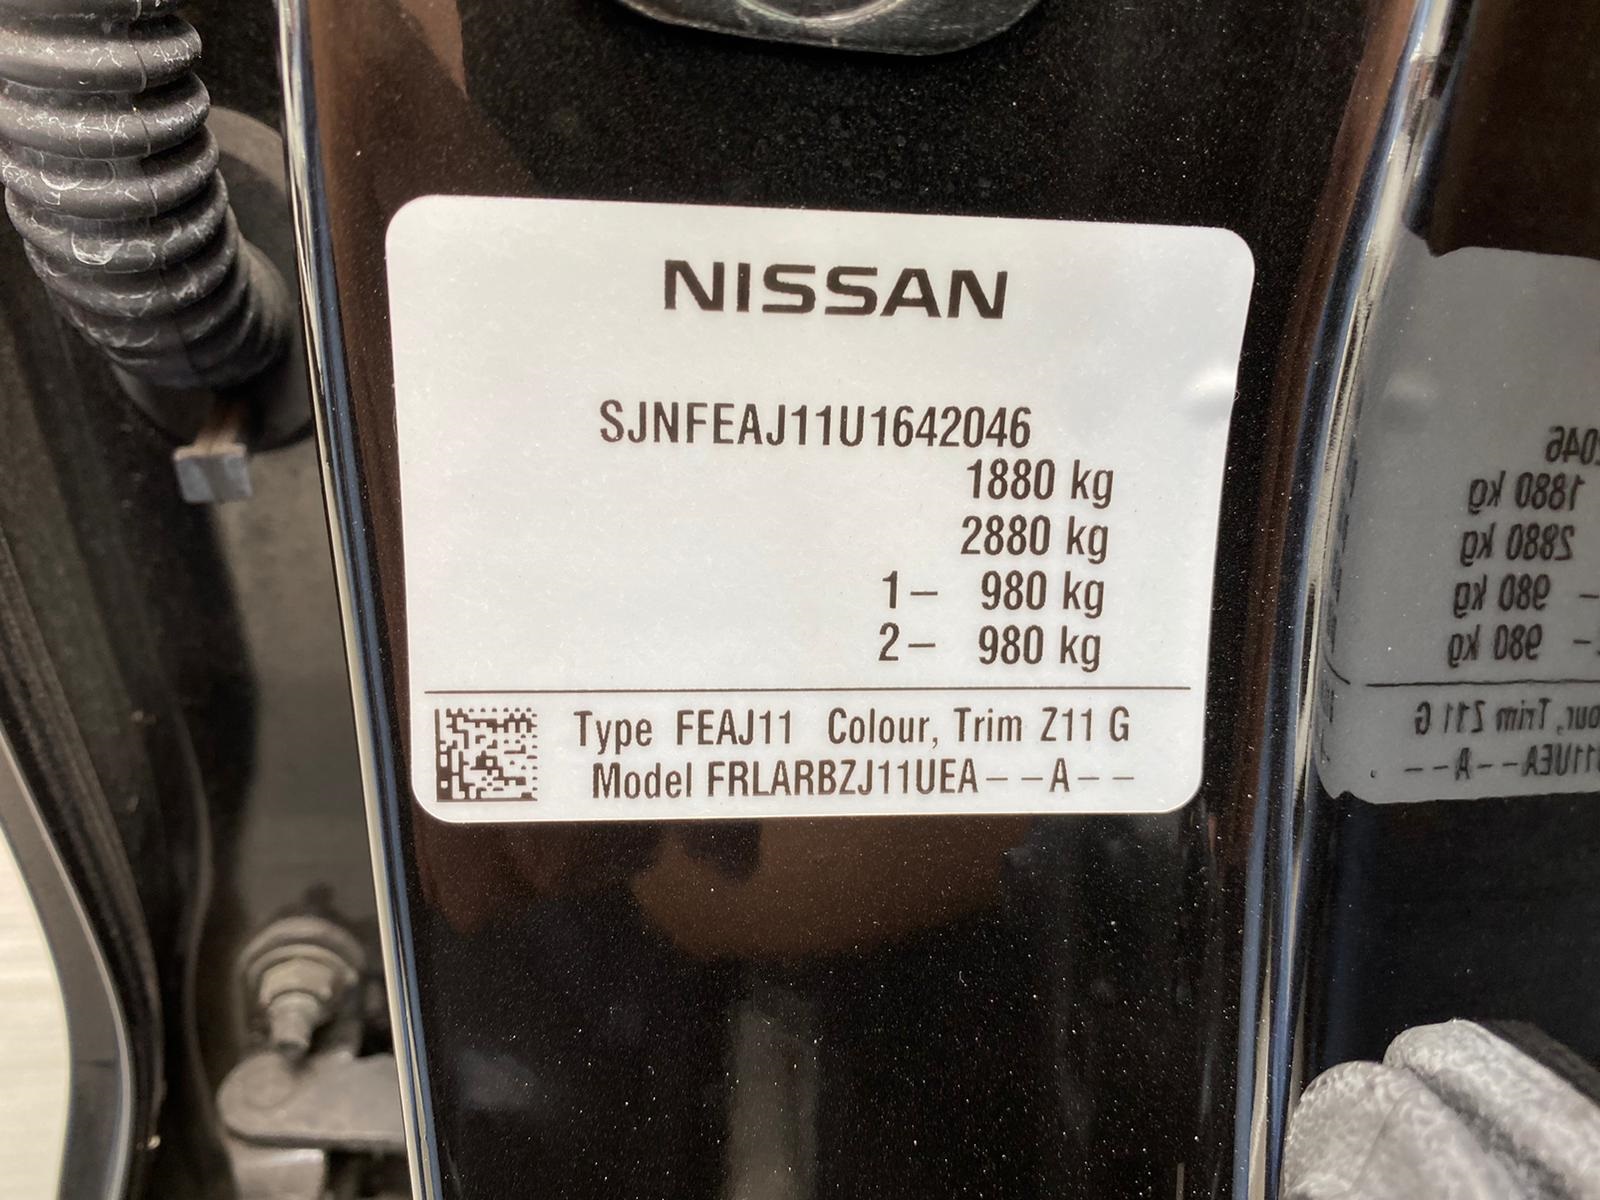 NISSAN
SJNFEAJ11U1642046
1880 kg
2880 kg
1– 980 kg
2– 980 kg
Type FEAJ11 Colour, Trim Z11 G
Model FRLARBZJ11UEA––A––